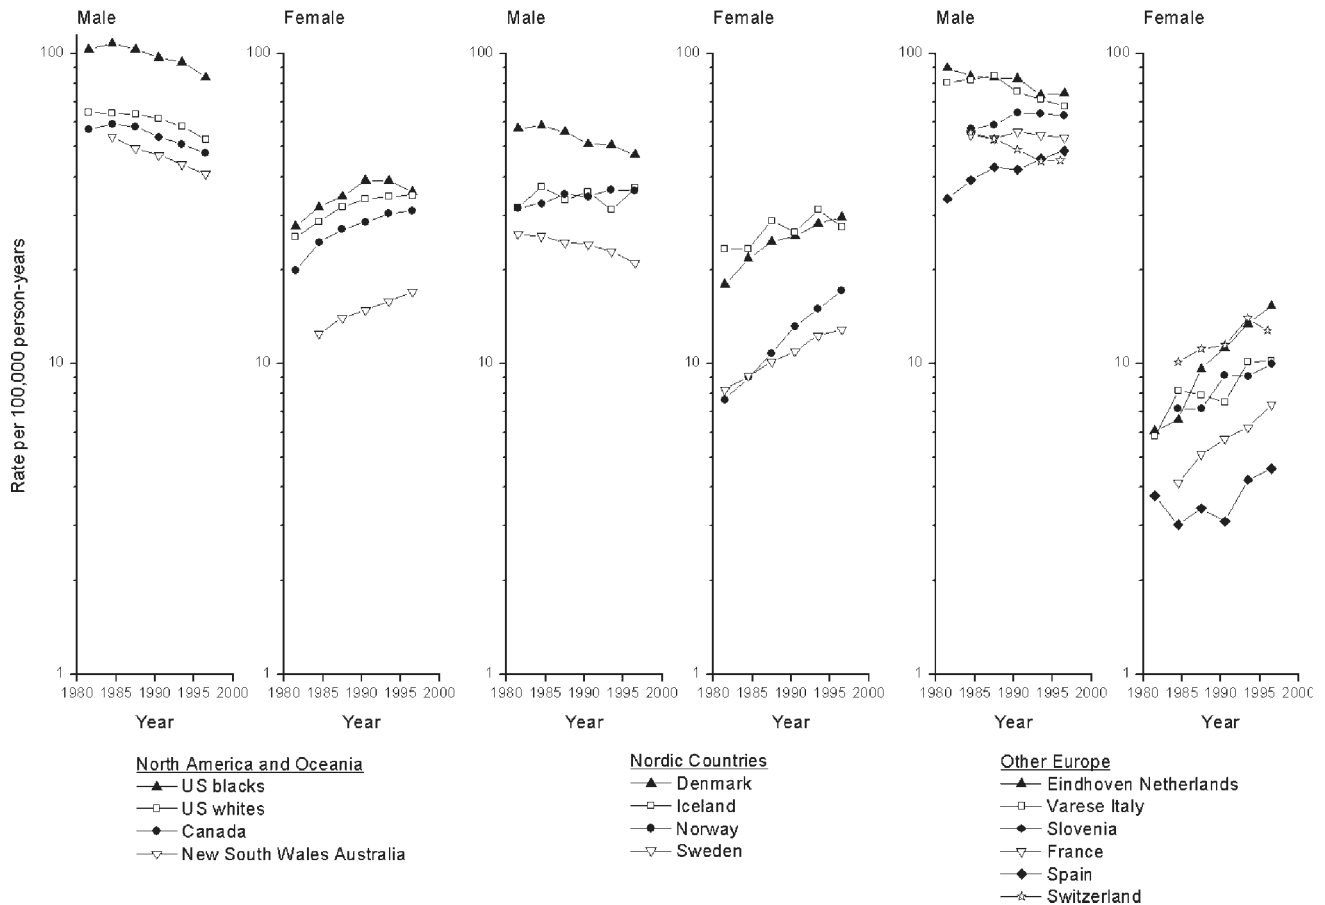 Male Female Male Female Male Female
100 100 100 100 100 100
Rate per 100,000 person-years
10 10 10 10 10 10
1 1 1 1 1 1
1980 1985 1990 1995 2000 1980 1985 1990 1995 2000 1980 1985 1990 1995 2000 1980 1985 1990 1995 2000 1980 1985 1990 1995 2000 1980 1985 1990 1995 2000
Year Year Year Year Year Year
North America and Oceania
US blacks
US whites
Canada
New South Wales Australia
Nordic Countries
Denmark
Iceland
Norway
Sweden
Other Europe
Eindhoven Netherlands
Varese Italy
Slovenia
France
Spain
Switzerland